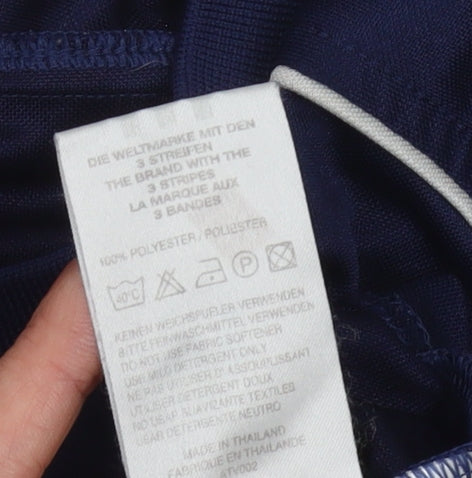 DIE WELTMARKE MIT DEN
3 STREIFEN
THE BRAND WITH THE
3 STRIPES
LA MARQUE AUX
3 BANDES
100% POLYESTER / POLIESTER
40°C P
KEINEN WEICHSPUELER VERWENDEN
BITTE FEINWASCHMITTEL VERWENDEN
DO NOT USE FABRIC SOFTENER
USE MILD DETERGENT ONLY
NE PAS UTILISER D'ASSOUPLISSANT
UTILISER DETERGENT DOUX
NO USAR SUAVIZANTE TEXTILES
USAR DETERGENTE NEUTRO
MADE IN THAILAND
FABRIQUE EN THAILANDE